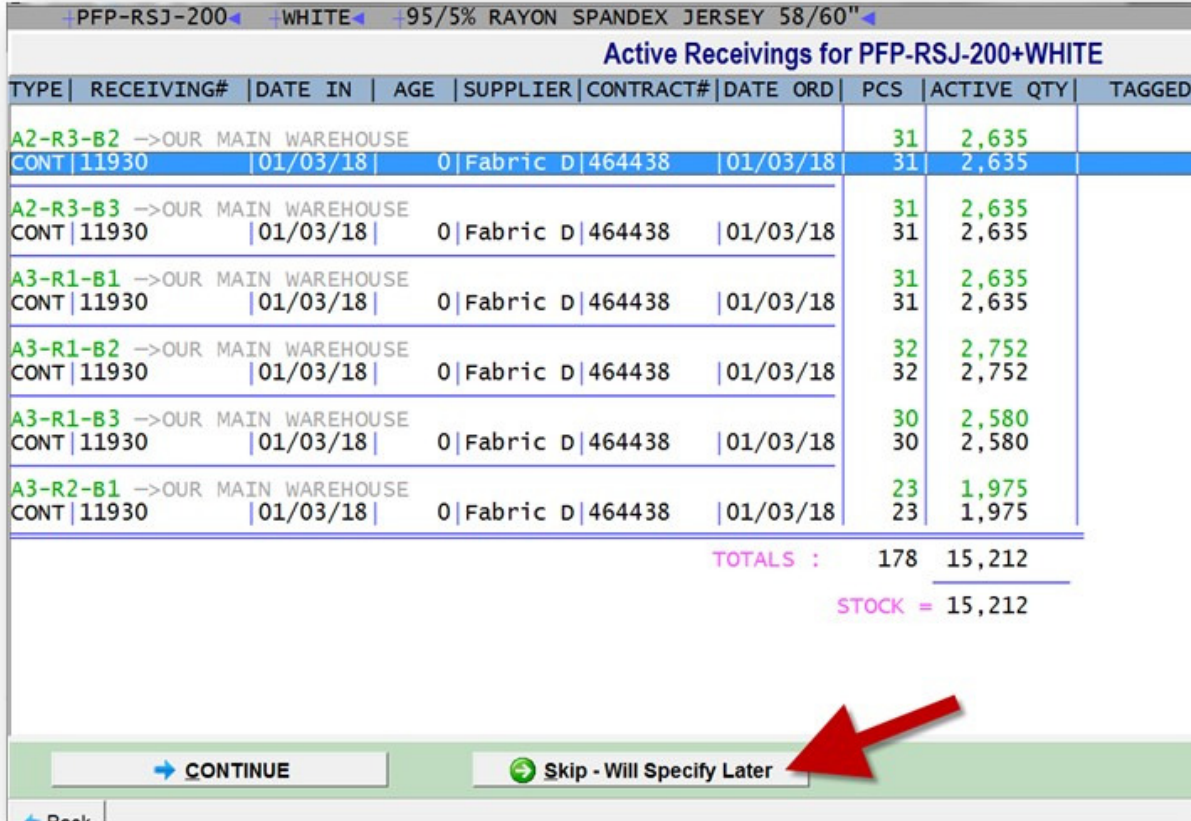 +PFP-RSJ-200◄ +WHITE◄ +95/5% RAYON SPANDEX JERSEY 58/60"◄
Active Receivings for PFP-RSJ-200+WHITE
TYPE| RECEIVING# |DATE IN | AGE |SUPPLIER|CONTRACT#|DATE ORD| PCS |ACTIVE QTY| TAGGED
A2-R3-B2 —>OUR MAIN WAREHOUSE 31 2,635
CONT|11930 |01/03/18| 0|Fabric D|464438 |01/03/18| 31| 2,635
A2-R3-B3 —>OUR MAIN WAREHOUSE 31 2,635
CONT|11930 |01/03/18| 0|Fabric D|464438 |01/03/18| 31 2,635
A3-R1-B1 —>OUR MAIN WAREHOUSE 31 2,635
CONT|11930 |01/03/18| 0|Fabric D|464438 |01/03/18| 31 2,635
A3-R1-B2 —>OUR MAIN WAREHOUSE 32 2,752
CONT|11930 |01/03/18| 0|Fabric D|464438 |01/03/18| 32 2,752
A3-R1-B3 —>OUR MAIN WAREHOUSE 30 2,580
CONT|11930 |01/03/18| 0|Fabric D|464438 |01/03/18| 30 2,580
A3-R2-B1 —>OUR MAIN WAREHOUSE 23 1,975
CONT|11930 |01/03/18| 0|Fabric D|464438 |01/03/18| 23 1,975
TOTALS : 178 15,212
STOCK = 15,212
CONTINUE
Skip - Will Specify Later
Back